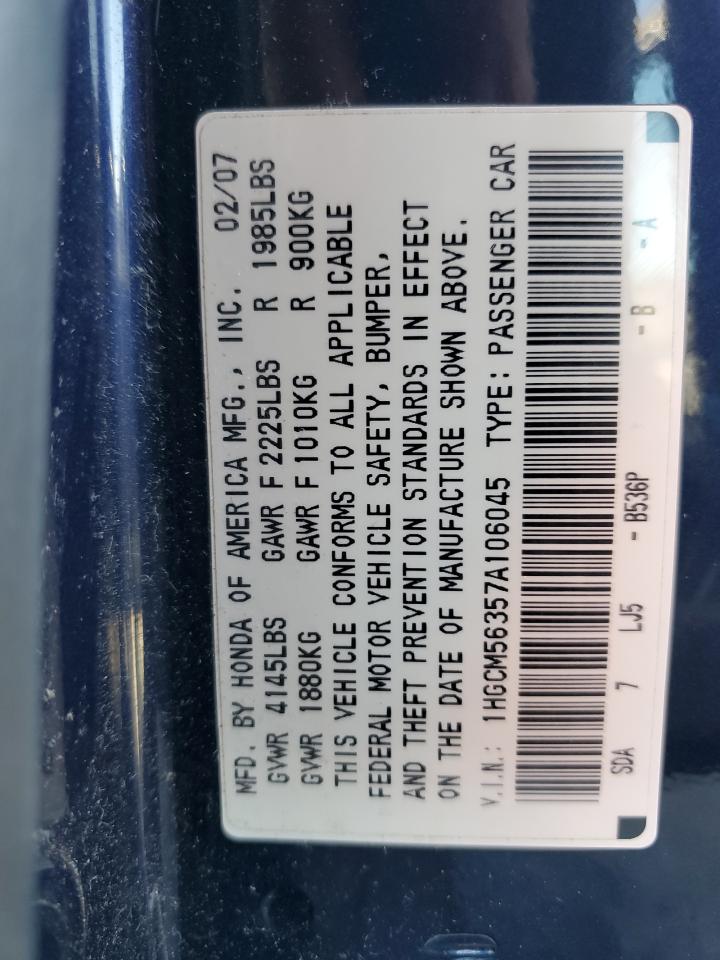 MFD. BY HONDA OF AMERICA MFG., INC. 02/07
GVWR 4145LBS GAWR F 2225LBS R 1985LBS
GVWR 1880KG GAWR F 1010KG R 900KG
THIS VEHICLE CONFORMS TO ALL APPLICABLE
FEDERAL MOTOR VEHICLE SAFETY, BUMPER,
AND THEFT PREVENTION STANDARDS IN EFFECT
ON THE DATE OF MANUFACTURE SHOWN ABOVE.
V.I.N.: 1HGCM56357A106045 TYPE: PASSENGER CAR
SDA 7 LJ5 - B536P - B - A